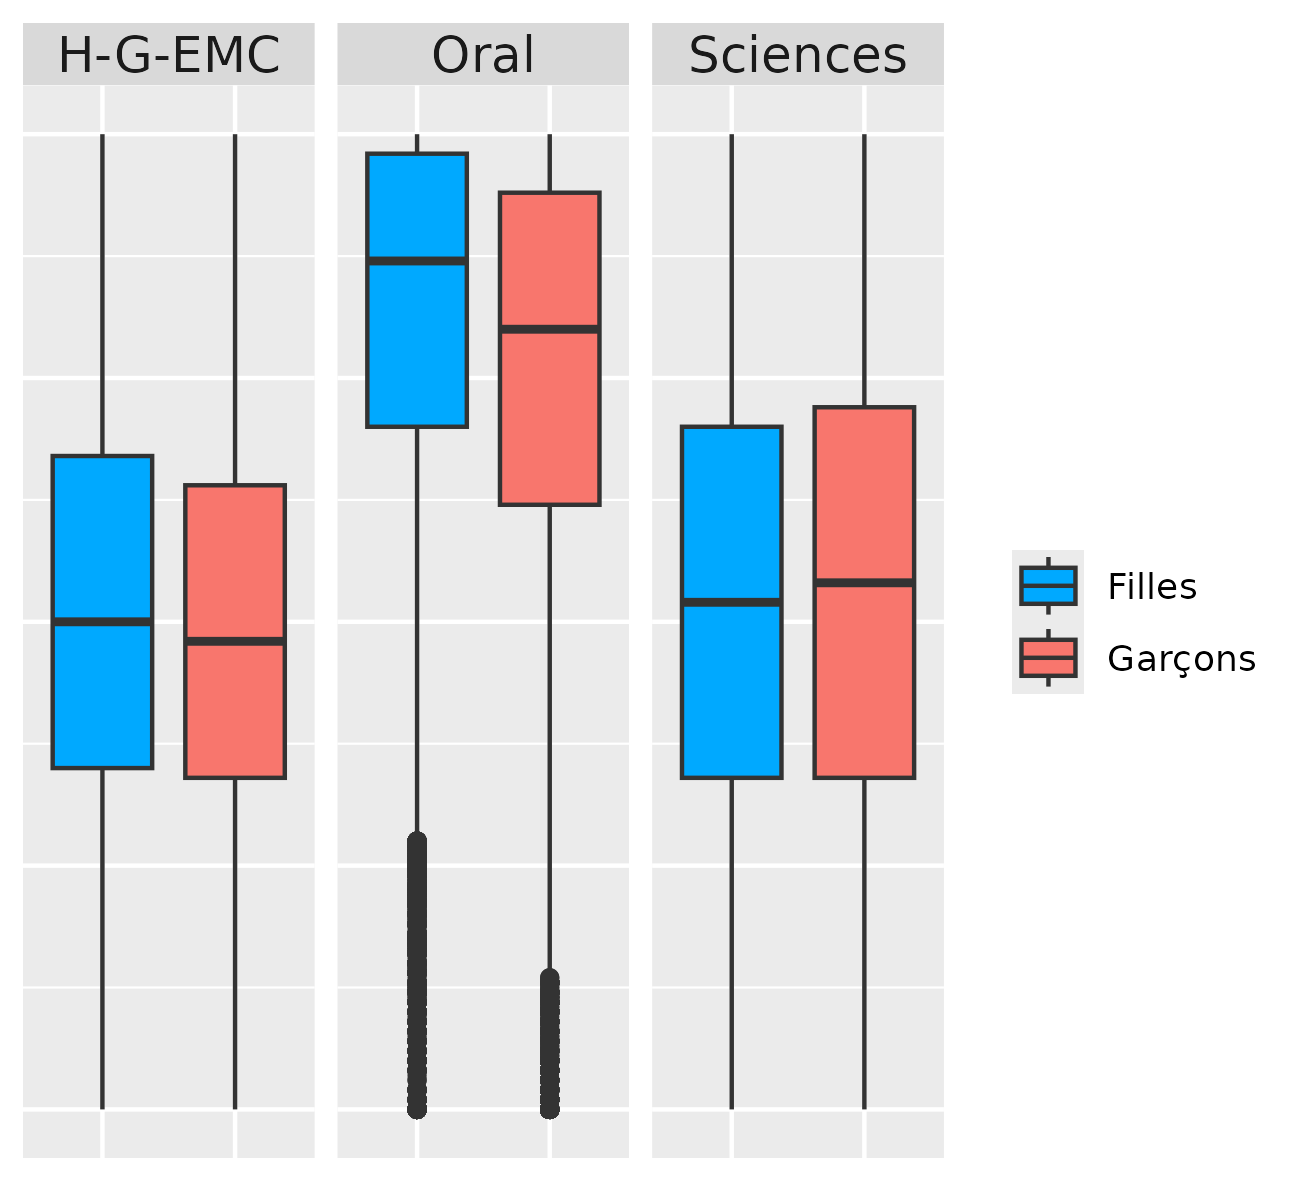 H-G-EMC
Oral
Sciences
Filles
Garçons